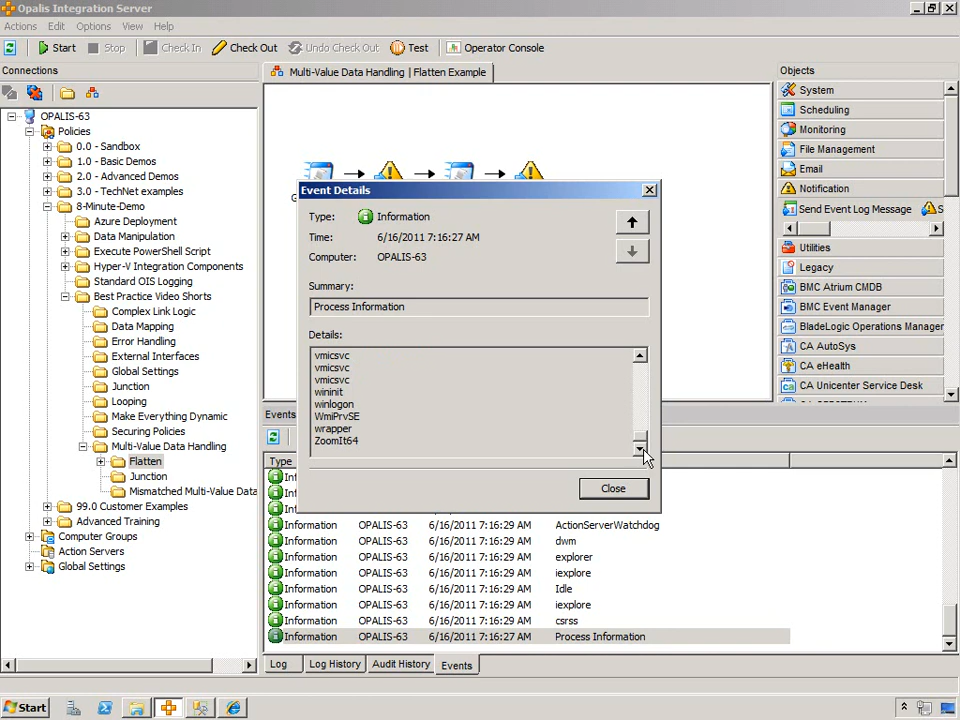 Opalis Integration Server
Actions Edit Options View Help
Start Stop Check In Check Out Undo Check Out Test Operator Console
Connections
Multi-Value Data Handling | Flatten Example
Objects
OPALIS-63
Policies
0.0 - Sandbox
1.0 - Basic Demos
2.0 - Advanced Demos
3.0 - TechNet examples
8-Minute-Demo
Azure Deployment
Data Manipulation
Execute PowerShell Script
Hyper-V Integration Components
Standard OIS Logging
Best Practice Video Shorts
Complex Link Logic
Data Mapping
Error Handling
External Interfaces
Global Settings
Junction
Looping
Make Everything Dynamic
Securing Policies
Multi-Value Data Handling
Flatten
Junction
Mismatched Multi-Value Data
99.0 Customer Examples
Advanced Training
Computer Groups
Action Servers
Global Settings
G
Event Details
Type: Information
Time: 6/16/2011 7:16:27 AM
Computer: OPALIS-63
Summary:
Process Information
Details:
vmicsvc
vmicsvc
vmicsvc
wininit
winlogon
WmiPrvSE
wrapper
ZoomIt64
Close
System
Scheduling
Monitoring
File Management
Email
Notification
Send Event Log Message S
Utilities
Legacy
BMC Atrium CMDB
BMC Event Manager
BladeLogic Operations Manager
CA AutoSys
CA eHealth
CA Unicenter Service Desk
Events
Type
Inf
Inf
Inf
Information OPALIS-63 6/16/2011 7:16:29 AM ActionServerWatchdog
Information OPALIS-63 6/16/2011 7:16:29 AM dwm
Information OPALIS-63 6/16/2011 7:16:29 AM explorer
Information OPALIS-63 6/16/2011 7:16:29 AM iexplore
Information OPALIS-63 6/16/2011 7:16:29 AM Idle
Information OPALIS-63 6/16/2011 7:16:29 AM iexplore
Information OPALIS-63 6/16/2011 7:16:29 AM csrss
Information OPALIS-63 6/16/2011 7:16:27 AM Process Information
Log Log History Audit History Events
Start